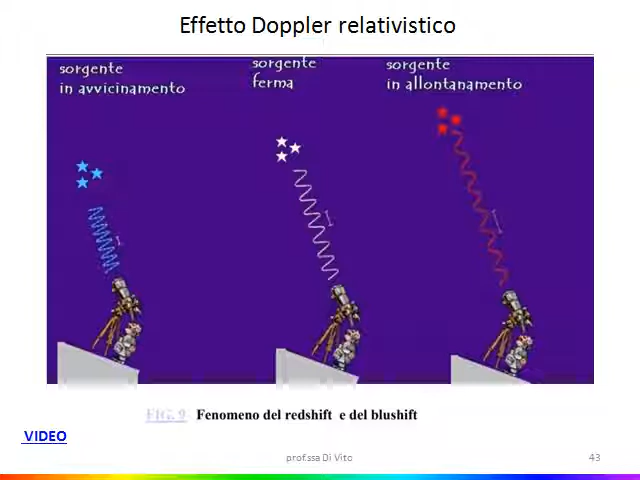 Effetto Doppler relativistico
sorgente
in avvicinamento
sorgente
ferma
sorgente
in allontanamento
FIG. 9 Fenomeno del redshift e del blushift
VIDEO
prof.ssa Di Vito
43